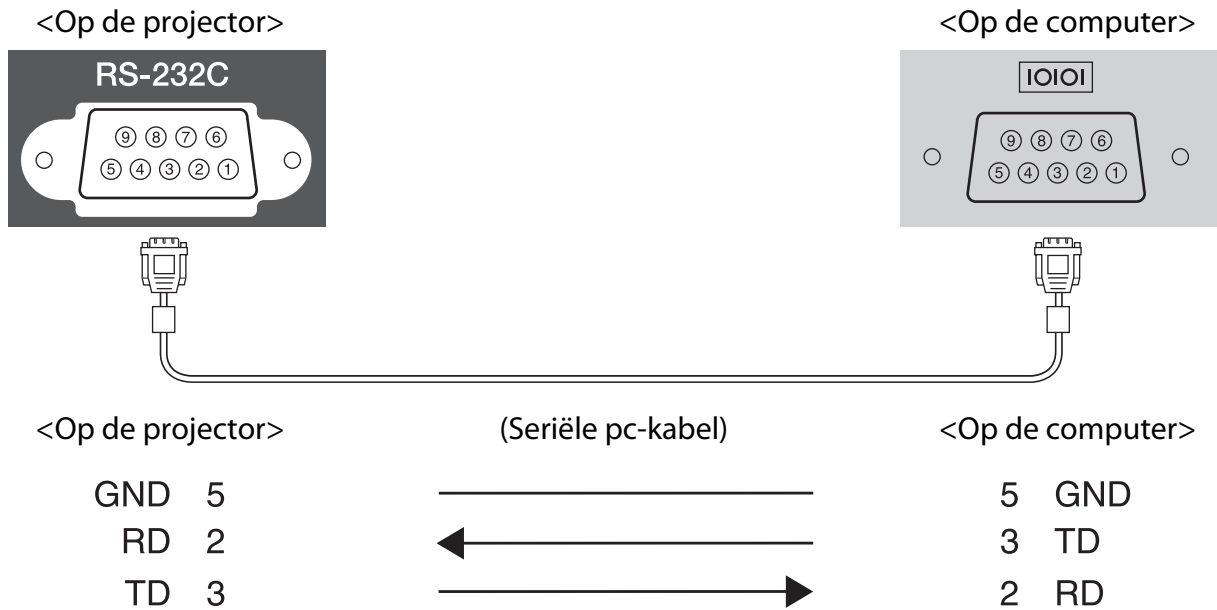 <Op de projector> <Op de computer>
RS-232C IOIOI
9 8 7 6 9 8 7 6
5 4 3 2 1 5 4 3 2 1
<Op de projector> (Seriële pc-kabel) <Op de computer>
GND 5 5 GND
RD 2 3 TD
TD 3 2 RD